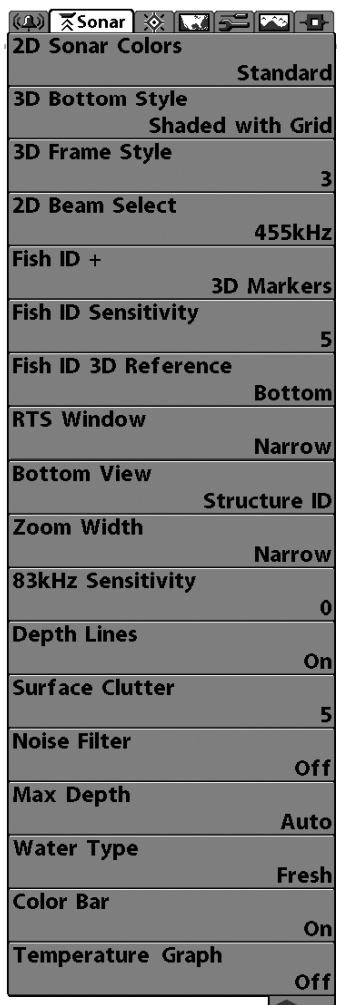 Sonar
2D Sonar Colors
Standard
3D Bottom Style
Shaded with Grid
3D Frame Style
3
2D Beam Select
455kHz
Fish ID +
3D Markers
Fish ID Sensitivity
5
Fish ID 3D Reference
Bottom
RTS Window
Narrow
Bottom View
Structure ID
Zoom Width
Narrow
83kHz Sensitivity
0
Depth Lines
On
Surface Clutter
5
Noise Filter
Off
Max Depth
Auto
Water Type
Fresh
Color Bar
On
Temperature Graph
Off